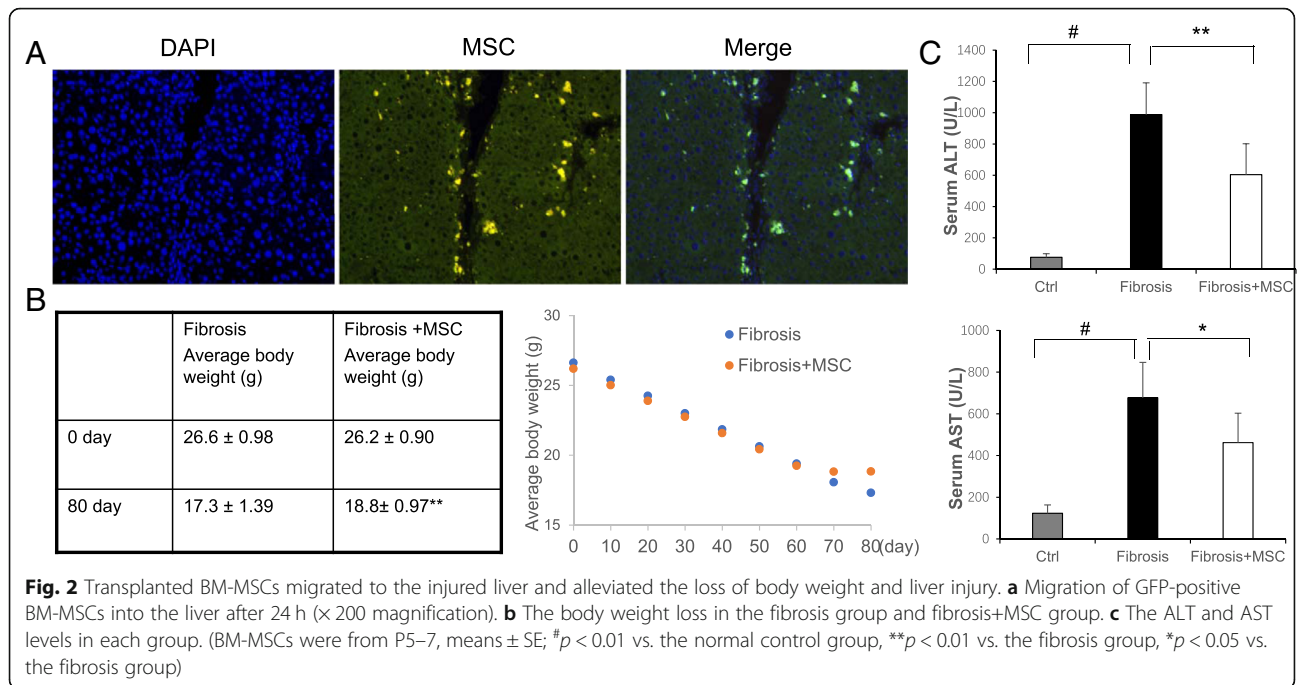 A
DAPI
MSC
Merge
B
Fibrosis
Average body
weight (g)
Fibrosis +MSC
Average body
weight (g)
0 day
26.6 ± 0.98
26.2 ± 0.90
80 day
17.3 ± 1.39
18.8± 0.97**
Average body weight (g)
30
25
20
15
Fibrosis
Fibrosis+MSC
0 10 20 30 40 50 60 70 80 (day)
C
# **
Serum ALT (U/L)
1400
1200
1000
800
600
400
200
0
Ctrl Fibrosis Fibrosis+MSC
# *
Serum AST (U/L)
1000
800
600
400
200
0
Ctrl Fibrosis Fibrosis+MSC
Fig. 2 Transplanted BM-MSCs migrated to the injured liver and alleviated the loss of body weight and liver injury. a Migration of GFP-positive
BM-MSCs into the liver after 24 h (× 200 magnification). b The body weight loss in the fibrosis group and fibrosis+MSC group. c The ALT and AST
levels in each group. (BM-MSCs were from P5–7, means ± SE; #p < 0.01 vs. the normal control group, **p < 0.01 vs. the fibrosis group, *p < 0.05 vs.
the fibrosis group)